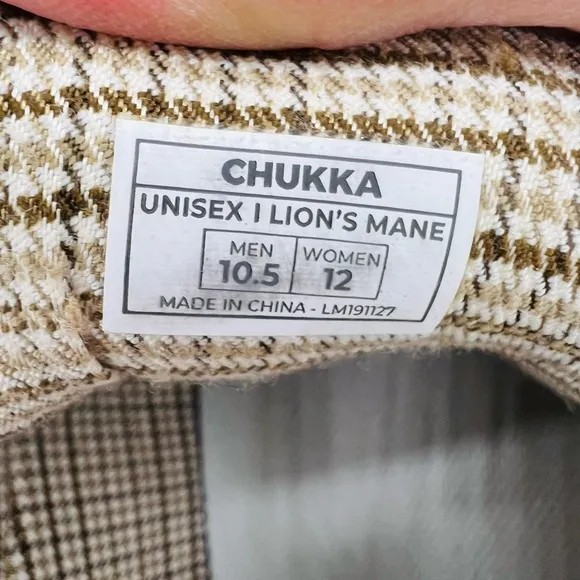 CHUKKA
UNISEX | LION'S MANE
MEN WOMEN
10.5 12
MADE IN CHINA - LM191127